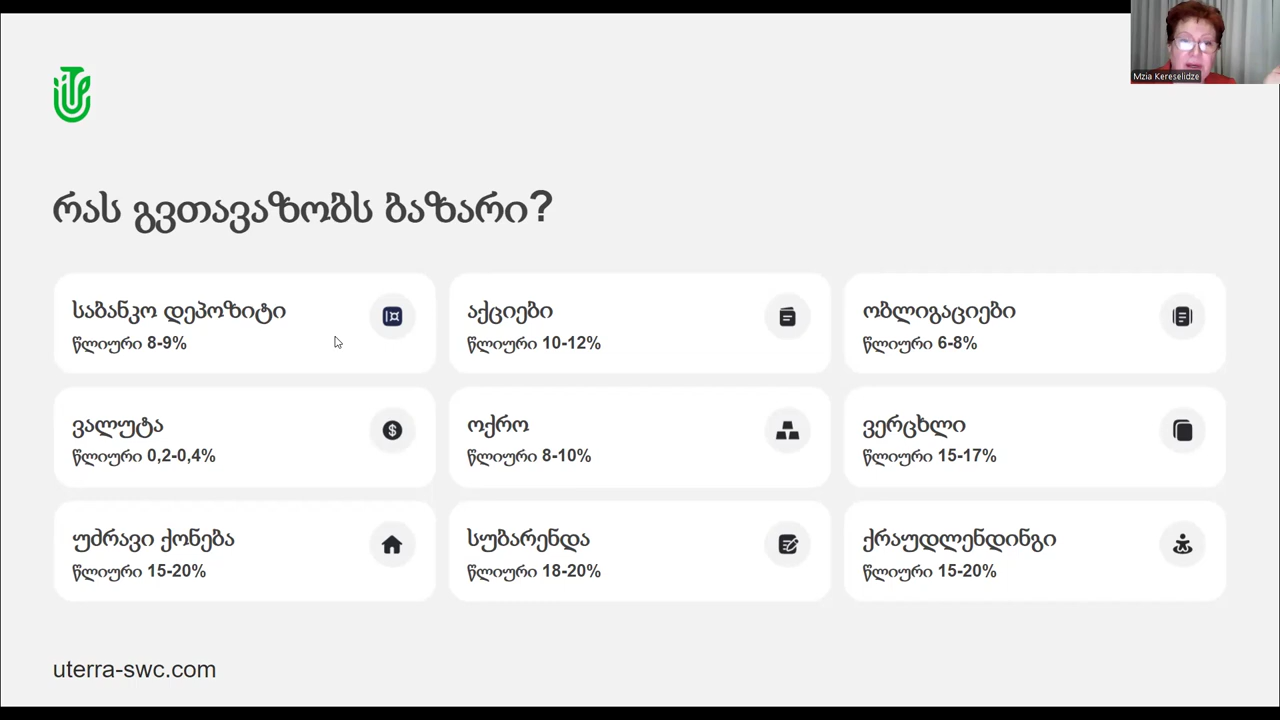 Mzia Kereselidze
რას გვთავაზობს ბაზარი?
საბანკო დეპოზიტი
წლიური 8-9%
აქციები
წლიური 10-12%
ობლიგაციები
წლიური 6-8%
ვალუტა
წლიური 0,2-0,4%
ოქრო
წლიური 8-10%
ვერცხლი
წლიური 15-17%
უძრავი ქონება
წლიური 15-20%
სუბარენდა
წლიური 18-20%
ქრაუდლენდინგი
წლიური 15-20%
uterra-swc.com